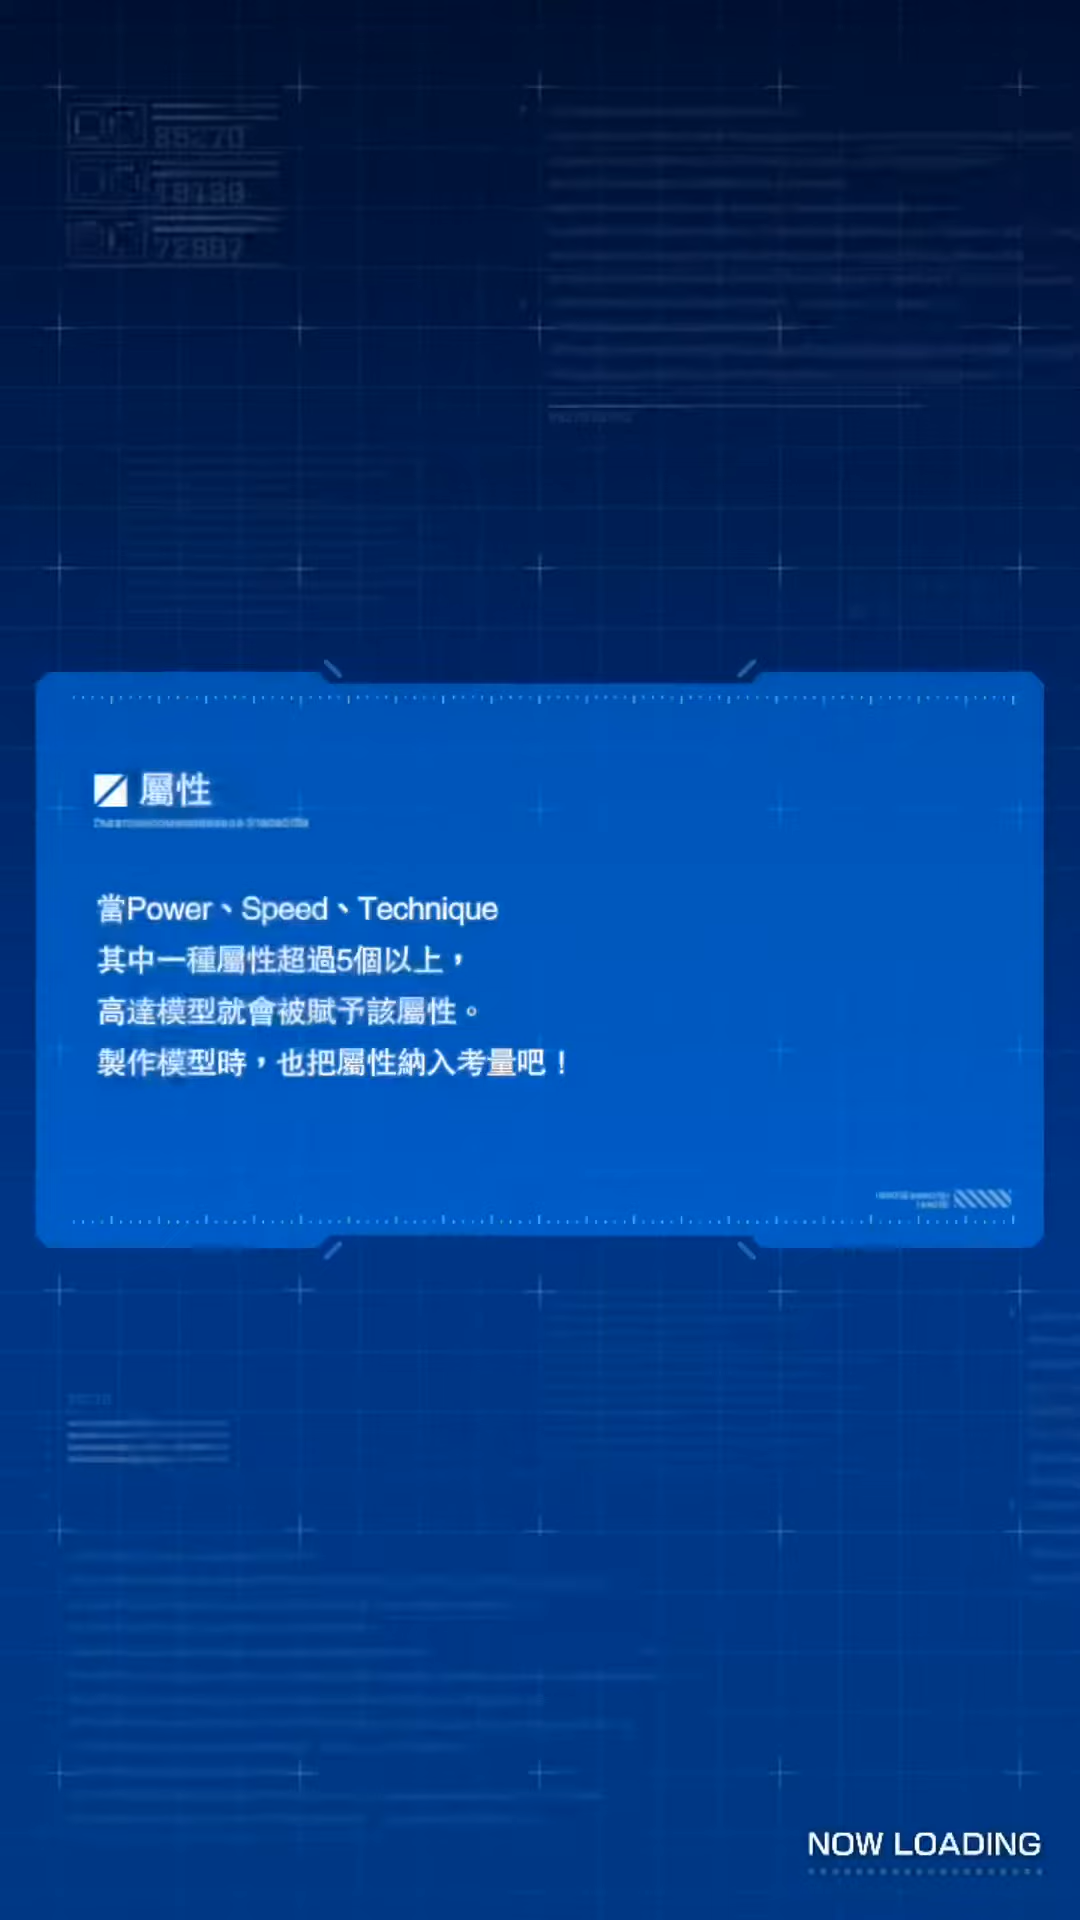 屬性
當Power、Speed、Technique
其中一種屬性超過5個以上，
高達模型就會被賦予該屬性。
製作模型時，也把屬性納入考量吧！
NOW LOADING